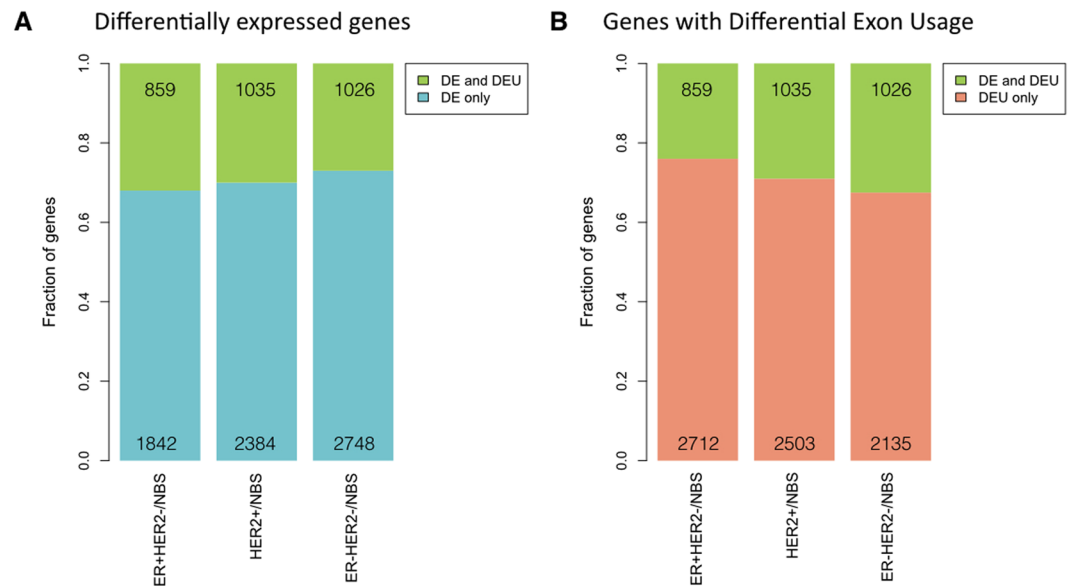 A Differentially expressed genes
DE and DEU
DE only
Fraction of genes
1.0
0.8
0.6
0.4
0.2
0.0
859 1035 1026
1842 2384 2748
ER+HER2-/NBS
HER2+/NBS
ER-HER2-/NBS
B Genes with Differential Exon Usage
DE and DEU
DEU only
Fraction of genes
1.0
0.8
0.6
0.4
0.2
0.0
859 1035 1026
2712 2503 2135
ER+HER2-/NBS
HER2+/NBS
ER-HER2-/NBS